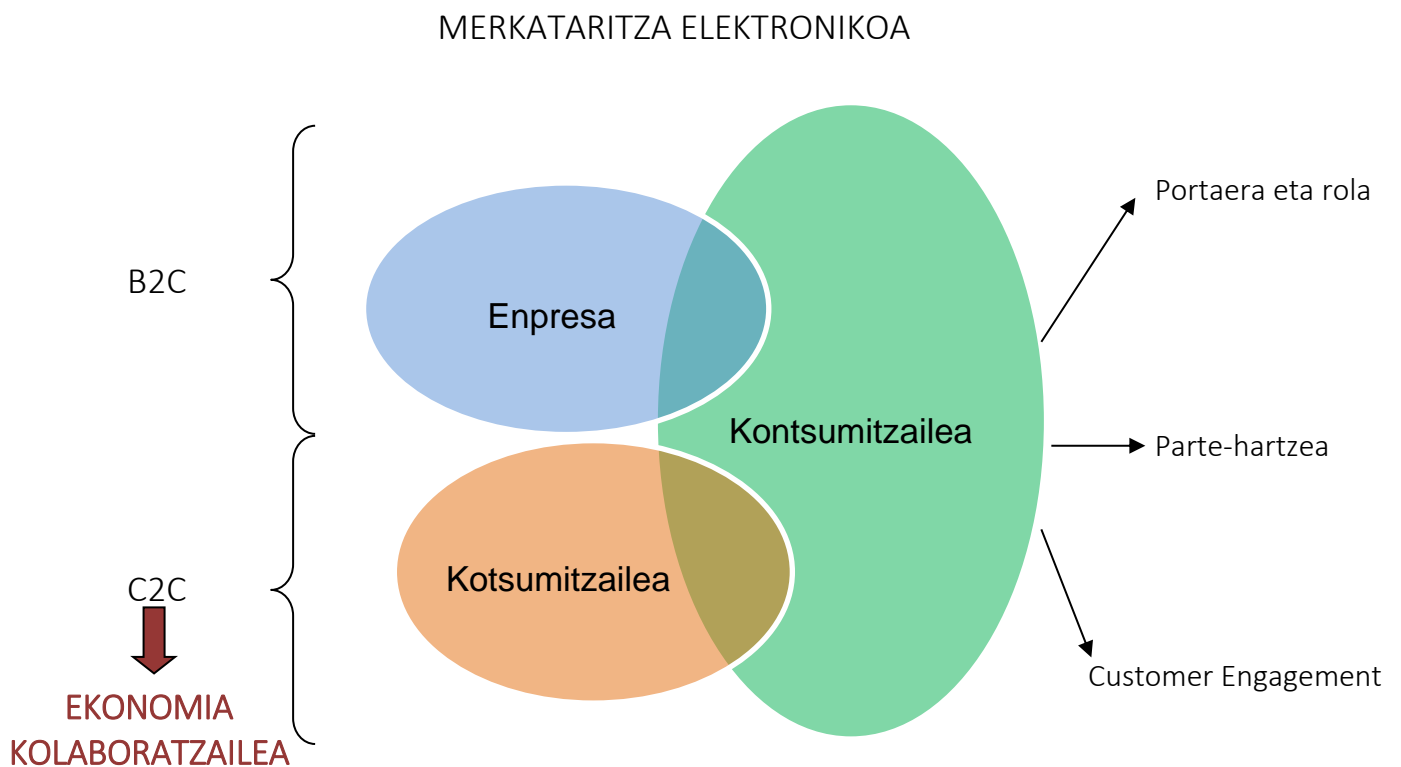 MERKATARITZA ELEKTRONIKOA
Portaera eta rola
B2C
Enpresa
Kontsumitzailea
Parte-hartzea
C2C
Kotsumitzailea
Customer Engagement
EKONOMIA
KOLABORATZAILEA